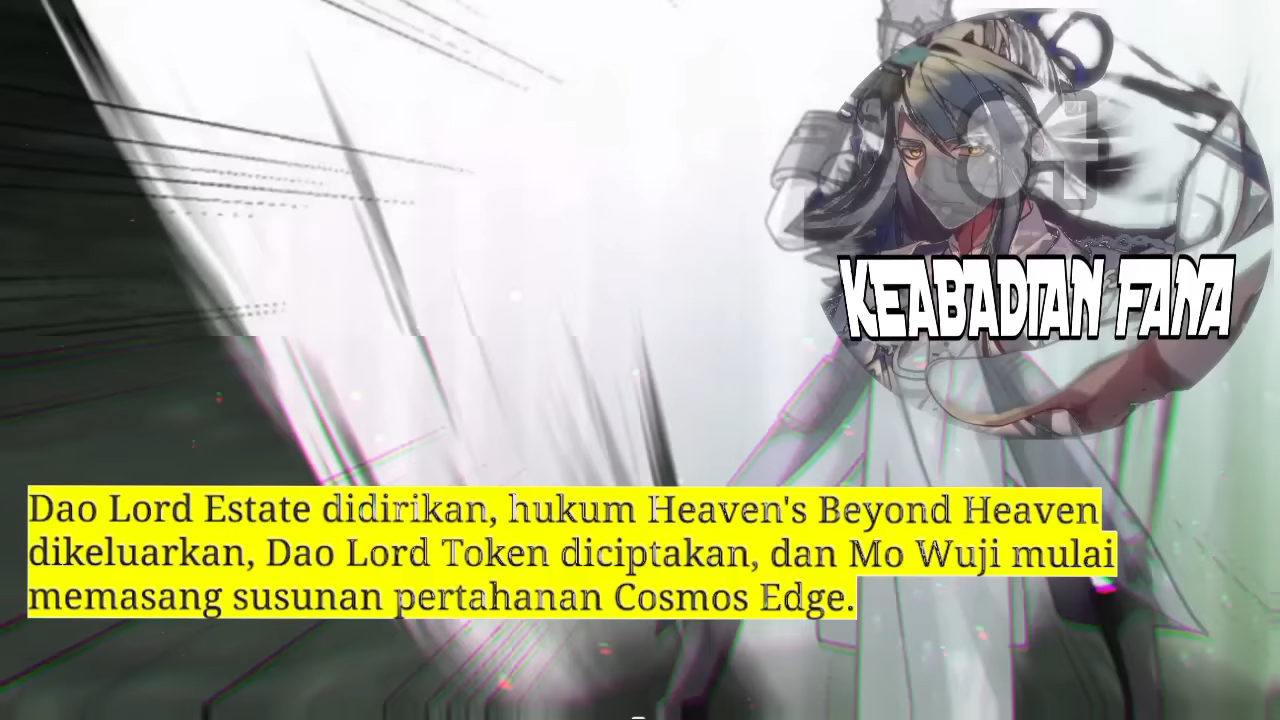 KEABADIAN FANA
Dao Lord Estate didirikan, hukum Heaven's Beyond Heaven
dikeluarkan, Dao Lord Token diciptakan, dan Mo Wuji mulai
memasang susunan pertahanan Cosmos Edge.